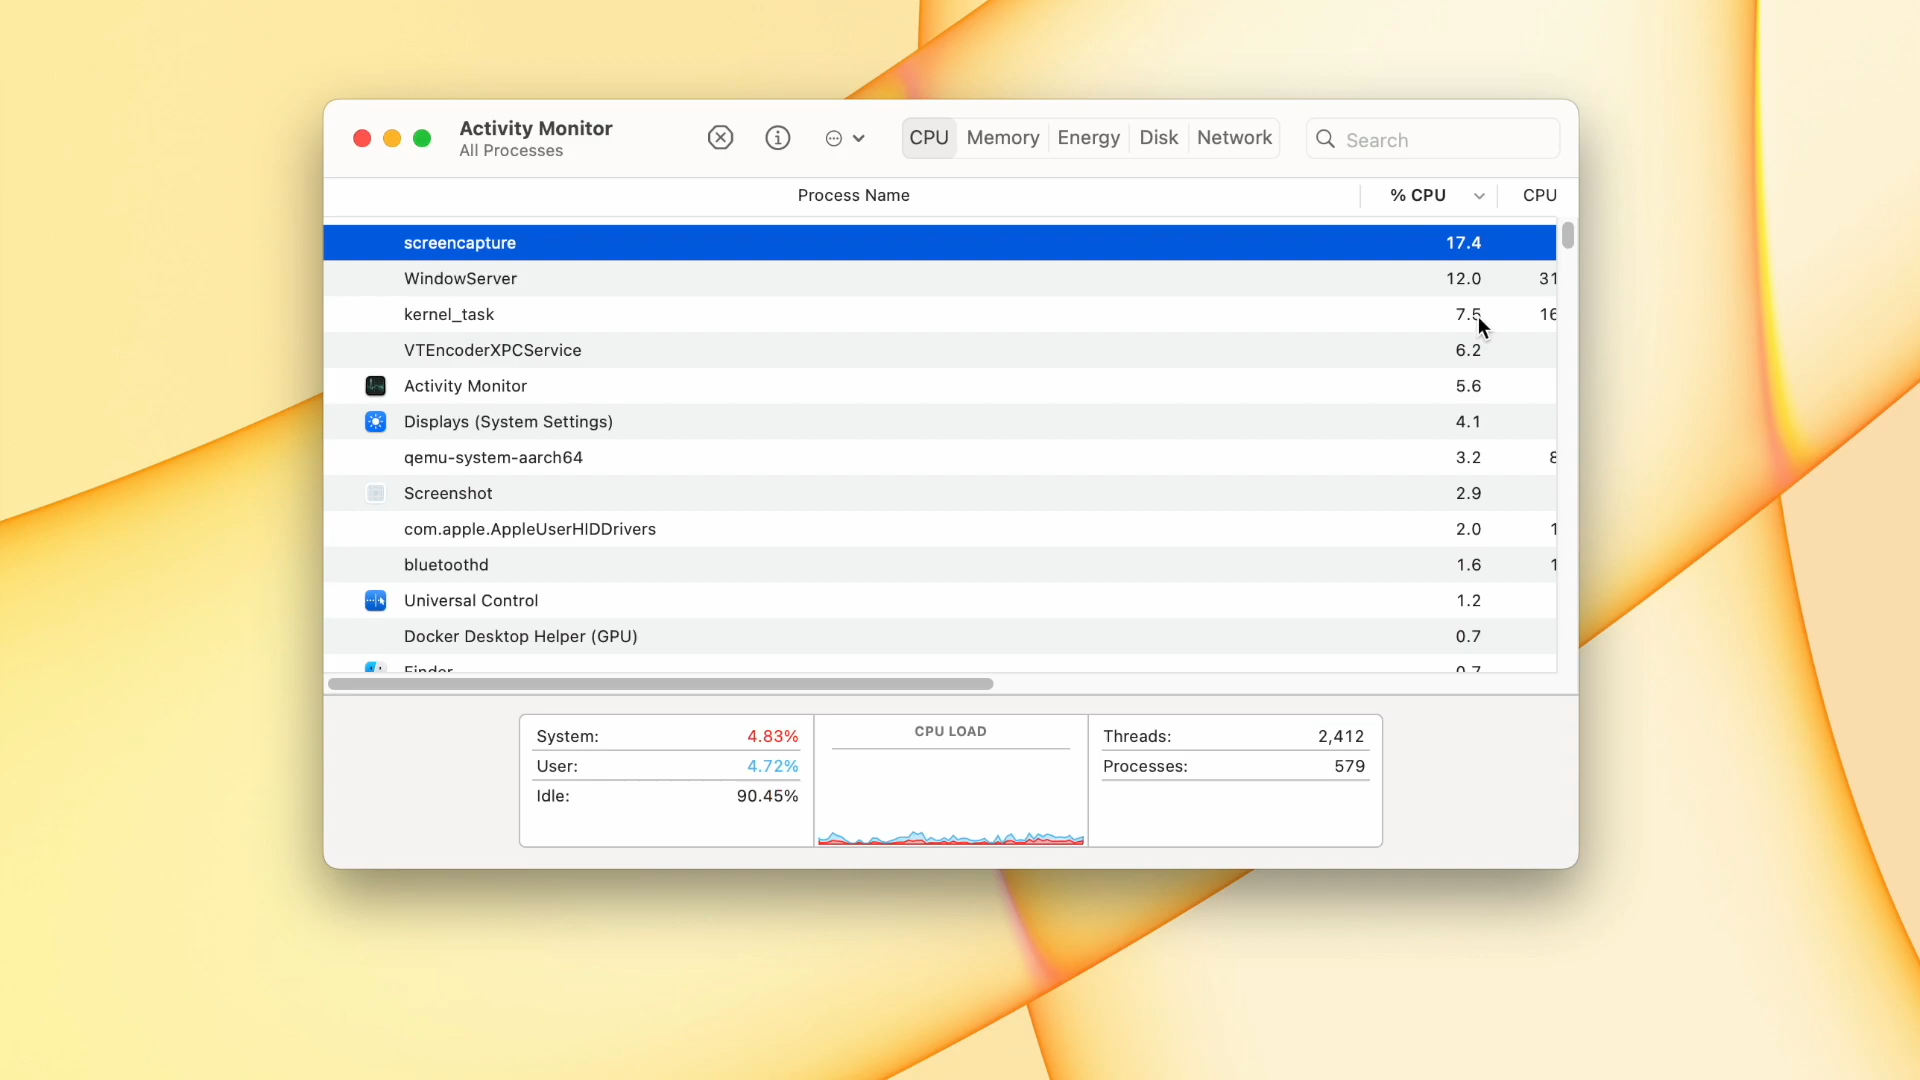 Activity Monitor
All Processes
CPU Memory Energy Disk Network
Search
Process Name % CPU CPU
screencapture 17.4
WindowServer 12.0 31
kernel_task 7.5 16
VTEncoderXPCService 6.2
Activity Monitor 5.6
Displays (System Settings) 4.1
qemu-system-aarch64 3.2 8
Screenshot 2.9
com.apple.AppleUserHIDDrivers 2.0 1
bluetoothd 1.6 1
Universal Control 1.2
Docker Desktop Helper (GPU) 0.7
Finder 0.7
System: 4.83%
User: 4.72%
Idle: 90.45%
CPU LOAD
Threads: 2,412
Processes: 579